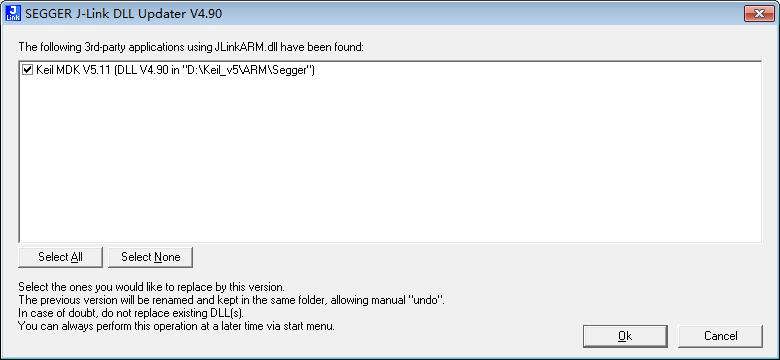 J
Link
SEGGER J-Link DLL Updater V4.90
The following 3rd-party applications using JLinkARM.dll have been found:
Keil MDK V5.11 (DLL V4.90 in "D:\Keil_v5\ARM\Segger")
Select All Select None
Select the ones you would like to replace by this version.
The previous version will be renamed and kept in the same folder, allowing manual "undo".
In case of doubt, do not replace existing DLL(s).
You can always perform this operation at a later time via start menu.
Ok Cancel